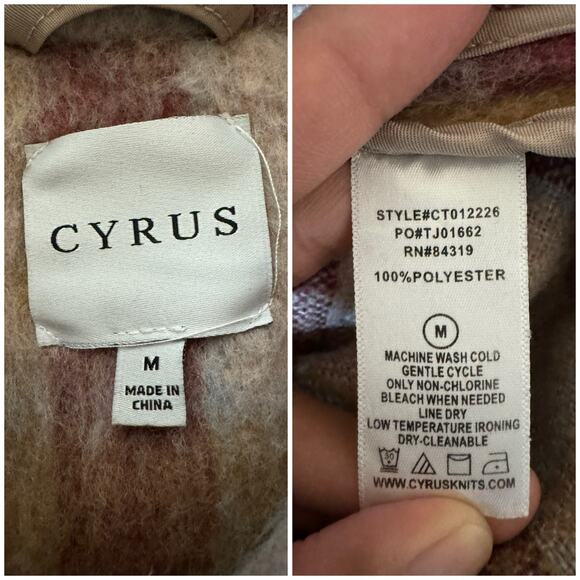 CYRUS
M
MADE IN
CHINA
STYLE#CT012226
PO#TJ01662
RN#84319
100%POLYESTER
M
MACHINE WASH COLD
GENTLE CYCLE
ONLY NON-CHLORINE
BLEACH WHEN NEEDED
LINE DRY
LOW TEMPERATURE IRONING
DRY-CLEANABLE
30
WWW.CYRUSKNITS.COM